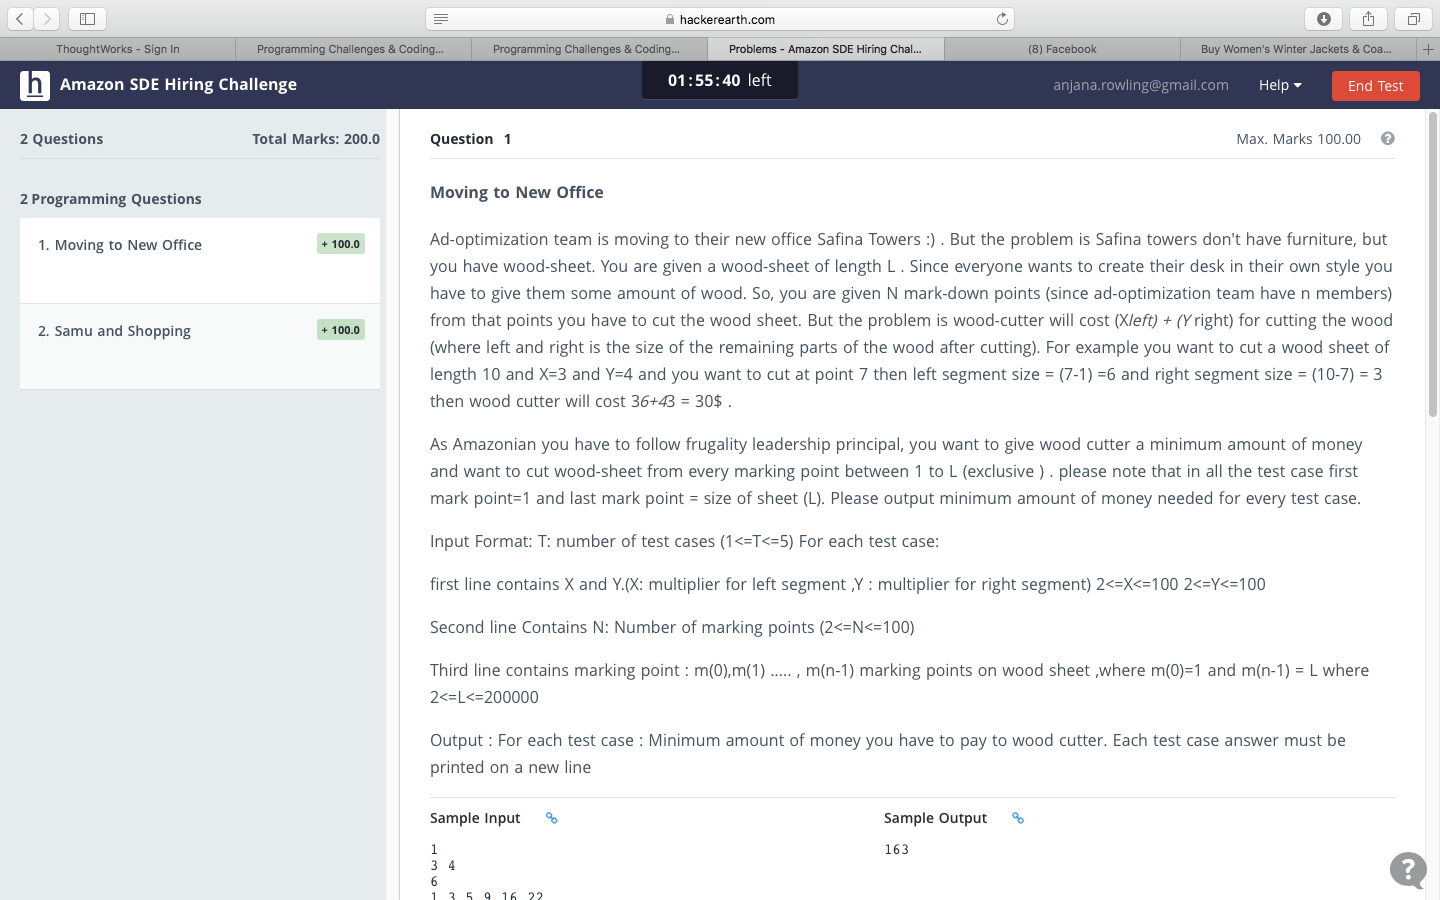 hackerearth.com
ThoughtWorks - Sign In
Programming Challenges & Coding...
Programming Challenges & Coding...
Problems - Amazon SDE Hiring Chal...
(8) Facebook
Buy Women's Winter Jackets & Coa...
h
Amazon SDE Hiring Challenge
01:55:40 left
anjana.rowling@gmail.com
Help
End Test
2 Questions
Total Marks: 200.0
2 Programming Questions
1. Moving to New Office
+ 100.0
2. Samu and Shopping
+ 100.0
Question 1
Max. Marks 100.00
?
Moving to New Office
Ad-optimization team is moving to their new office Safina Towers :) . But the problem is Safina towers don't have furniture, but
you have wood-sheet. You are given a wood-sheet of length L . Since everyone wants to create their desk in their own style you
have to give them some amount of wood. So, you are given N mark-down points (since ad-optimization team have n members)
from that points you have to cut the wood sheet. But the problem is wood-cutter will cost (Xleft) + (Y right) for cutting the wood
(where left and right is the size of the remaining parts of the wood after cutting). For example you want to cut a wood sheet of
length 10 and X=3 and Y=4 and you want to cut at point 7 then left segment size = (7-1) =6 and right segment size = (10-7) = 3
then wood cutter will cost 36+43 = 30$ .
As Amazonian you have to follow frugality leadership principal, you want to give wood cutter a minimum amount of money
and want to cut wood-sheet from every marking point between 1 to L (exclusive ) . please note that in all the test case first
mark point=1 and last mark point = size of sheet (L). Please output minimum amount of money needed for every test case.
Input Format: T: number of test cases (1<=T<=5) For each test case:
first line contains X and Y.(X: multiplier for left segment ,Y : multiplier for right segment) 2<=X<=100 2<=Y<=100
Second line Contains N: Number of marking points (2<=N<=100)
Third line contains marking point : m(0),m(1) ..... , m(n-1) marking points on wood sheet ,where m(0)=1 and m(n-1) = L where
2<=L<=200000
Output : For each test case : Minimum amount of money you have to pay to wood cutter. Each test case answer must be
printed on a new line
Sample Input
Sample Output
1
3 4
6
1 3 5 9 16 22
163
?